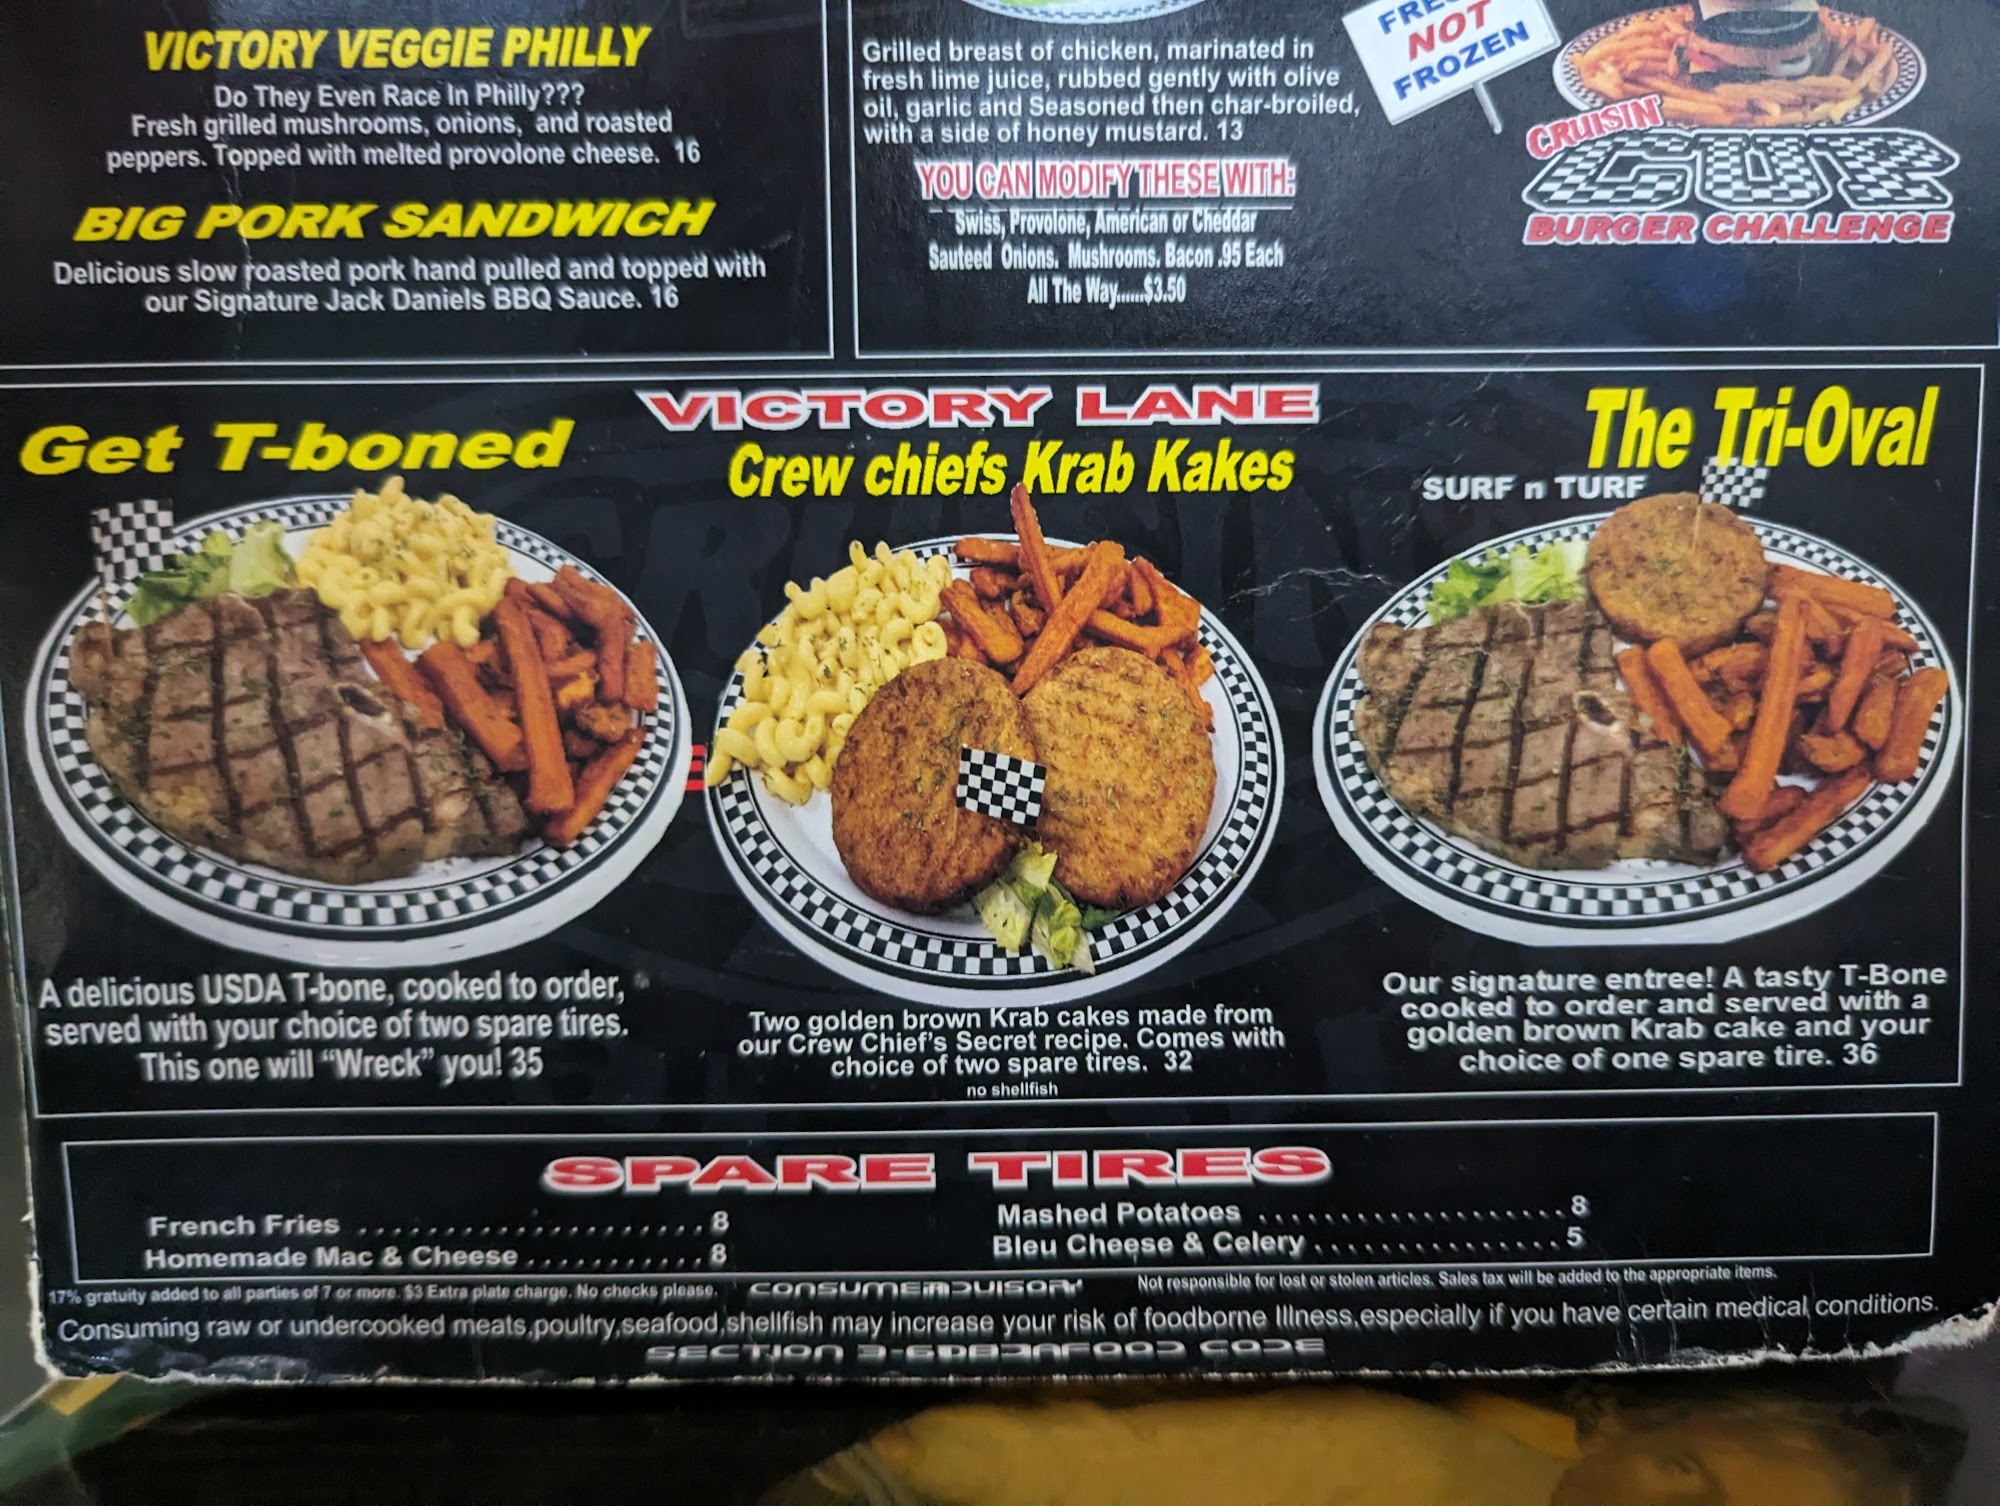 VICTORY VEGGIE PHILLY
Do They Even Race In Philly???
Fresh grilled mushrooms, onions, and roasted
peppers. Topped with melted provolone cheese. 16
BIG PORK SANDWICH
Delicious slow roasted pork hand pulled and topped with
our Signature Jack Daniels BBQ Sauce. 16
Grilled breast of chicken, marinated in
fresh lime juice, rubbed gently with olive
oil, garlic and Seasoned then char-broiled,
with a side of honey mustard. 13
YOU CAN MODIFY THESE WITH:
Swiss, Provolone, American or Cheddar
Sauteed Onions. Mushrooms. Bacon .95 Each
All The Way......$3.50
NOT
FROZEN
CRUISIN'
CUP
BURGER CHALLENGE
VICTORY LANE
Get T-boned
A delicious USDA T-bone, cooked to order,
served with your choice of two spare tires.
This one will "Wreck" you! 35
Crew chiefs Krab Kakes
Two golden brown Krab cakes made from
our Crew Chief's Secret recipe. Comes with
choice of two spare tires. 32
no shellfish
The Tri-Oval
SURF n TURF
Our signature entree! A tasty T-Bone
cooked to order and served with a
golden brown Krab cake and your
choice of one spare tire. 36
SPARE TIRES
French Fries ..................... 8
Homemade Mac & Cheese ........... 8
Mashed Potatoes ................... 8
Bleu Cheese & Celery ............... 5
17% gratuity added to all parties of 7 or more. $3 Extra plate charge. No checks please.
Not responsible for lost or stolen articles. Sales tax will be added to the appropriate items.
Consuming raw or undercooked meats,poultry,seafood,shellfish may increase your risk of foodborne Illness,especially if you have certain medical conditions.